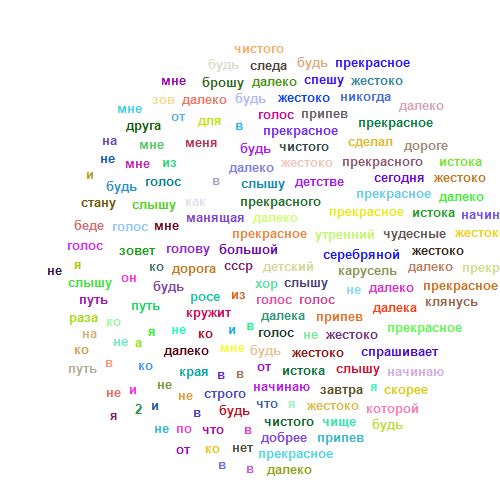 чистого
будь следа будь прекрасное
мне брошу далеко спешу жестоко
зов далеко будь жестоко никогда
мне от для в голос припев далеко
друга прекрасное прекрасное
на мне меня будь чистого сделал дороге
не мне из далеко жестоко прекрасного истока
и будь голос в слышу детстве сегодня жестоко
стану слышу как прекрасного прекрасное далеко
беде голос мне манящая далеко прекрасное истока начин
прекрасное утренний чудесные жесток
голос зовет голову большой серебряной жестоко
не я ко дорога ссср детский карусель далеко прекр
слышу он будь хор слышу не далеко прекрасное
путь путь росе из голос голос далека клянусь
раза ко кружит далека припев
на я не ко и в голос не жестоко прекрасное
ко не а далеко мне будь жестоко спрашивает
путь в ко края в в от истока слышу начинаю
не и не не строго начинаю завтра я скорее
я 2 и в будь что я жестоко которой
не по что в чистого чище будь
от ко нет добрее припев
прекрасное
в в далеко